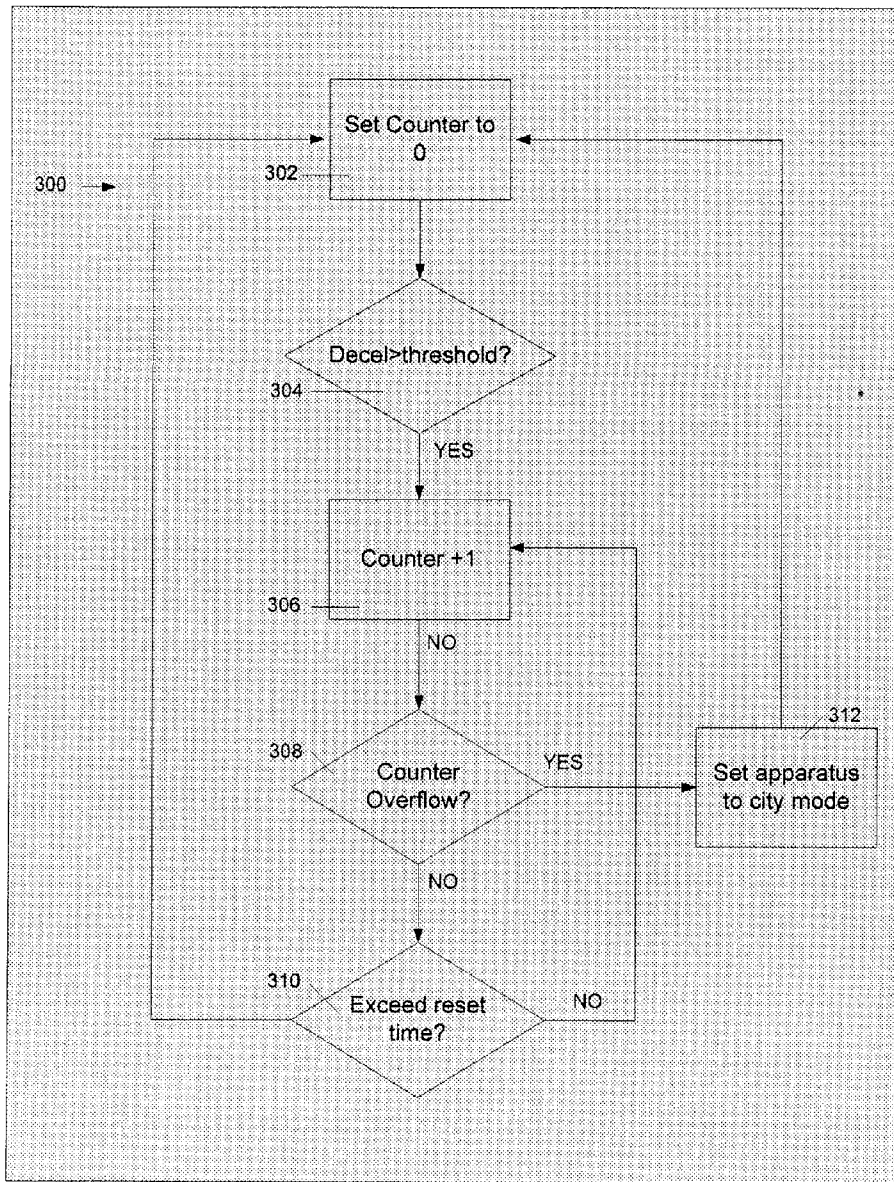 Set Counter to
0
302
300
Decel>threshold?
304
YES
Counter +1
306
NO
312
308
Counter
Overflow?
YES
Set apparatus
to city mode
NO
310
Exceed reset
time?
NO